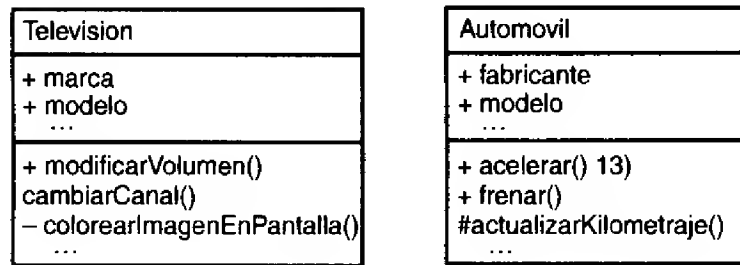 Television
+ marca
+ modelo
...
+ modificarVolumen()
cambiarCanal()
– colorearImagenEnPantalla()
...
Automovil
+ fabricante
+ modelo
...
+ acelerar() 13)
+ frenar()
#actualizarKilometraje()
...